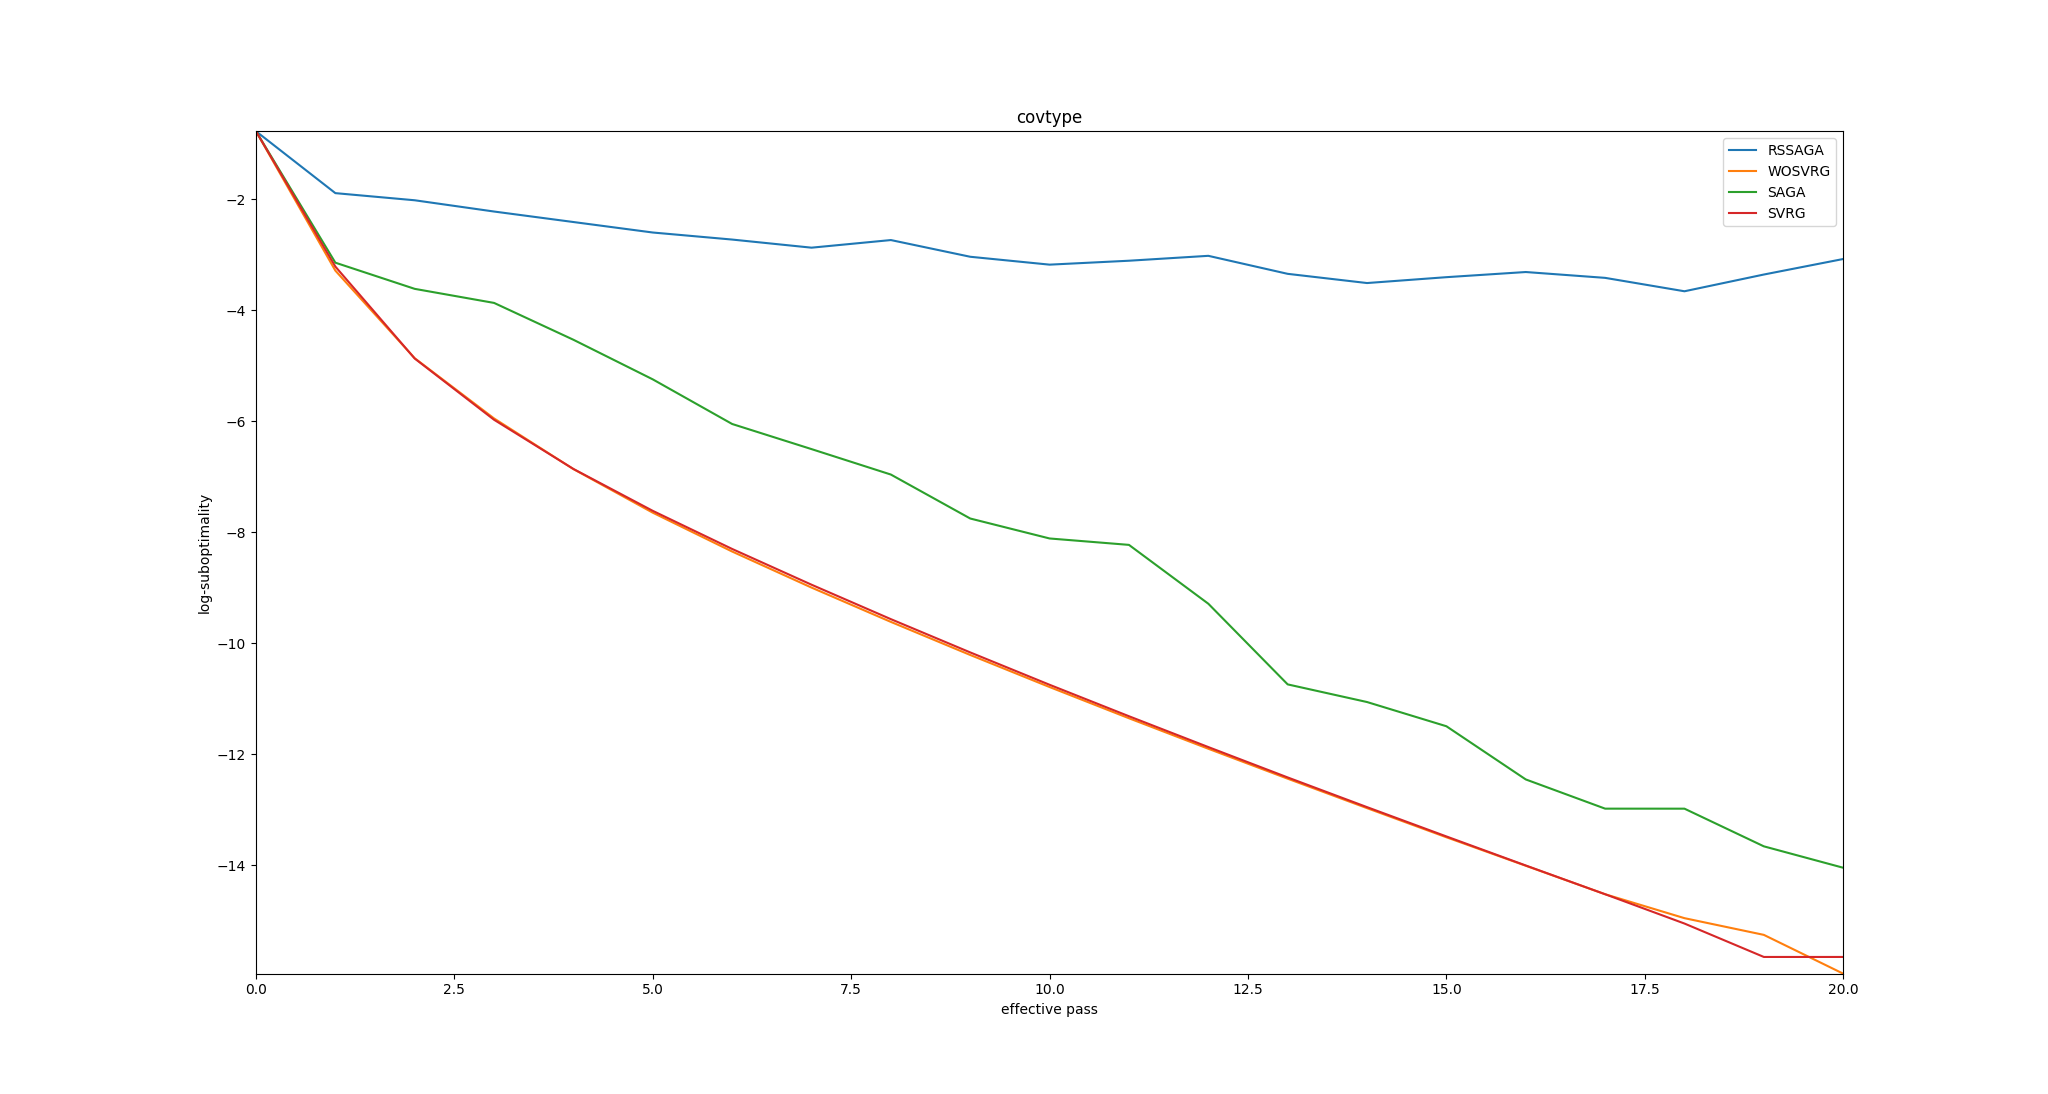 covtype
RSSAGA
WOSVRG
SAGA
SVRG
−2
−4
−6
−8
−10
−12
−14
log-suboptimality
0.0 2.5 5.0 7.5 10.0 12.5 15.0 17.5 20.0
effective pass